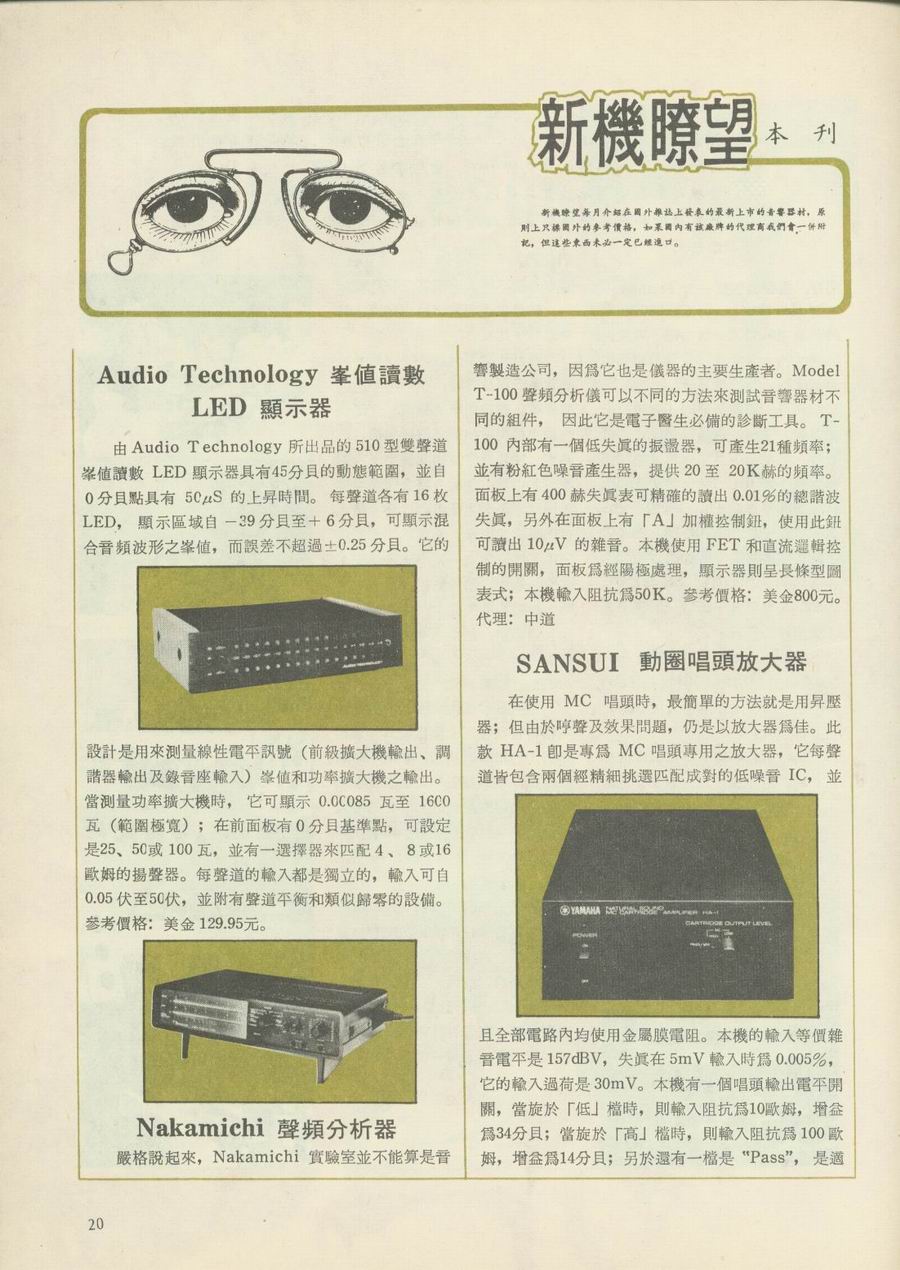 新機瞭望
本 刊
新機瞭望每月介紹在國外雜誌上發表的最新上市的音響器材，原
則上只標國外的參考價格，如果國內有該廠牌的代理商我們會一併附
記，但這些東西未必一定已經進口。
Audio Technology 峯值讀數
LED 顯示器
由 Audio Technology 所出品的 510 型雙聲道
峯值讀數 LED 顯示器具有45分貝的動態範圍，並自
0 分貝點具有 50μS 的上昇時間。每聲道各有 16 枚
LED， 顯示區域自 －39 分貝至＋ 6 分貝，可顯示混
合音頻波形之峯值，而誤差不超過±0.25 分貝。它的
設計是用來測量線性電平訊號（前級擴大機輸出、調
諧器輸出及錄音座輸入）峯值和功率擴大機之輸出。
當測量功率擴大機時， 它可顯示 0.00085 瓦至 1600
瓦（範圍極寬）；在前面板有 0 分貝基準點，可設定
是25、50或 100 瓦，並有一選擇器來匹配 4 、 8 或16
歐姆的揚聲器。每聲道的輸入都是獨立的，輸入可自
0.05 伏至50伏，並附有聲道平衡和類似歸零的設備。
參考價格：美金 129.95元。
Nakamichi 聲頻分析器
嚴格說起來，Nakamichi 實驗室並不能算是音
響製造公司，因爲它也是儀器的主要生產者。Model
T-100 聲頻分析儀可以不同的方法來測試音響器材不
同的組件， 因此它是電子醫生必備的診斷工具。 T-
100 內部有一個低失眞的振盪器，可產生21種頻率；
並有粉紅色噪音產生器，提供 20 至 20K赫的頻率。
面板上有 400 赫失眞表可精確的讀出 0.01%的總諧波
失眞，另外在面板上有「A」加權控制鈕，使用此鈕
可讀出 10μV 的雜音。本機使用 FET 和直流邏輯控
制的開關，面板爲經陽極處理，顯示器則呈長條型圖
表式；本機輸入阻抗爲50K。參考價格：美金800元。
代理：中道
SANSUI 動圈唱頭放大器
在使用 MC 唱頭時，最簡單的方法就是用昇壓
器；但由於哼聲及效果問題，仍是以放大器爲佳。此
款 HA-1 卽是專爲 MC 唱頭專用之放大器，它每聲
道皆包含兩個經精細挑選匹配成對的低噪音 IC， 並
YAMAHA
NATURAL SOUND
MC CARTRIDGE AMPLIFIER HA-1
CARTRIDGE OUTPUT LEVEL
POWER
ON
OFF
且全部電路內均使用金屬膜電阻。本機的輸入等價雜
音電平是 157dBV，失眞在 5mV 輸入時爲 0.005%，
它的輸入過荷是 30mV。本機有一個唱頭輸出電平開
關，當旋於「低」檔時，則輸入阻抗爲10歐姆，增益
爲34分貝；當旋於「高」檔時，則輸入阻抗爲 100 歐
姆，增益爲14分貝；另於還有一檔是 “Pass”， 是適
20